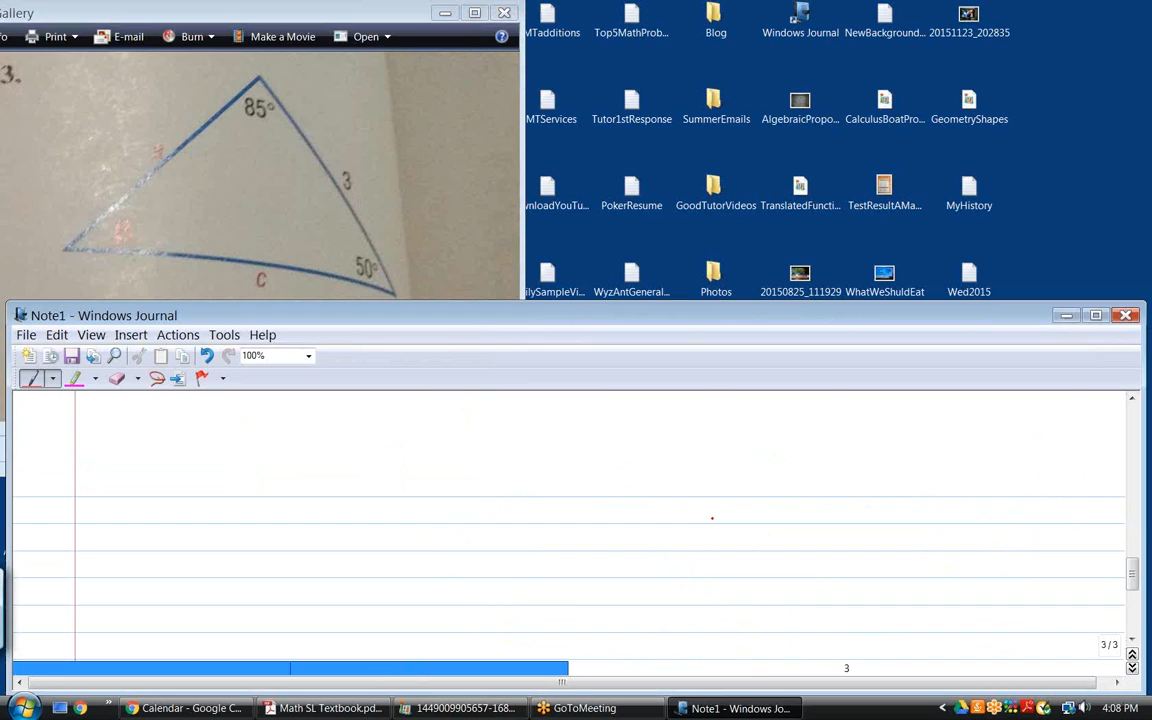 Gallery
Print
E-mail
Burn
Make a Movie
Open
3.
85°
3
50°
C
MTadditions
Top5MathProb...
Blog
Windows Journal
NewBackground...
20151123_202835
MTServices
Tutor1stResponse
SummerEmails
AlgebraicPropo...
CalculusBoatPro...
GeometryShapes
wnloadYouTu...
PokerResume
GoodTutorVideos
TranslatedFuncti...
TestResultAMa...
MyHistory
ilySampleVi...
WyzAntGeneral...
Photos
20150825_111929
WhatWeShuldEat
Wed2015
Note1 - Windows Journal
File Edit View Insert Actions Tools Help
100%
3/3
3
Calendar - Google C...
Math SL Textbook.pd...
1449009905657-168...
GoToMeeting
Note1 - Windows Jo...
4:08 PM